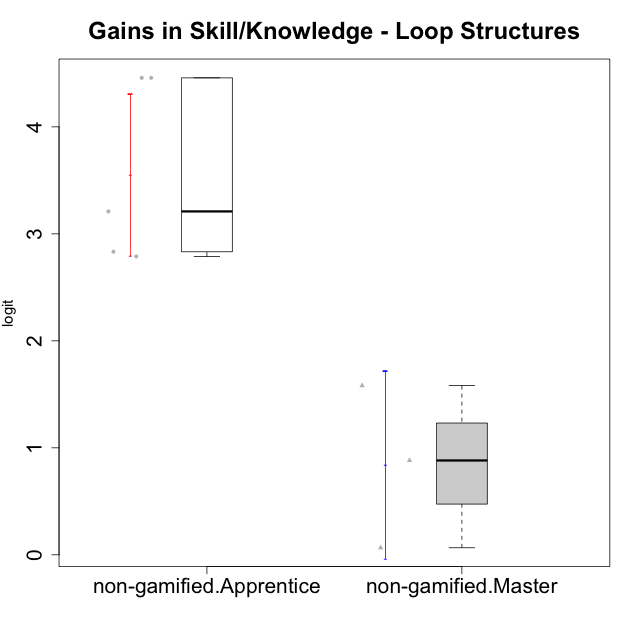 Gains in Skill/Knowledge - Loop Structures
4
3
2
1
0
logit
non-gamified.Apprentice
non-gamified.Master